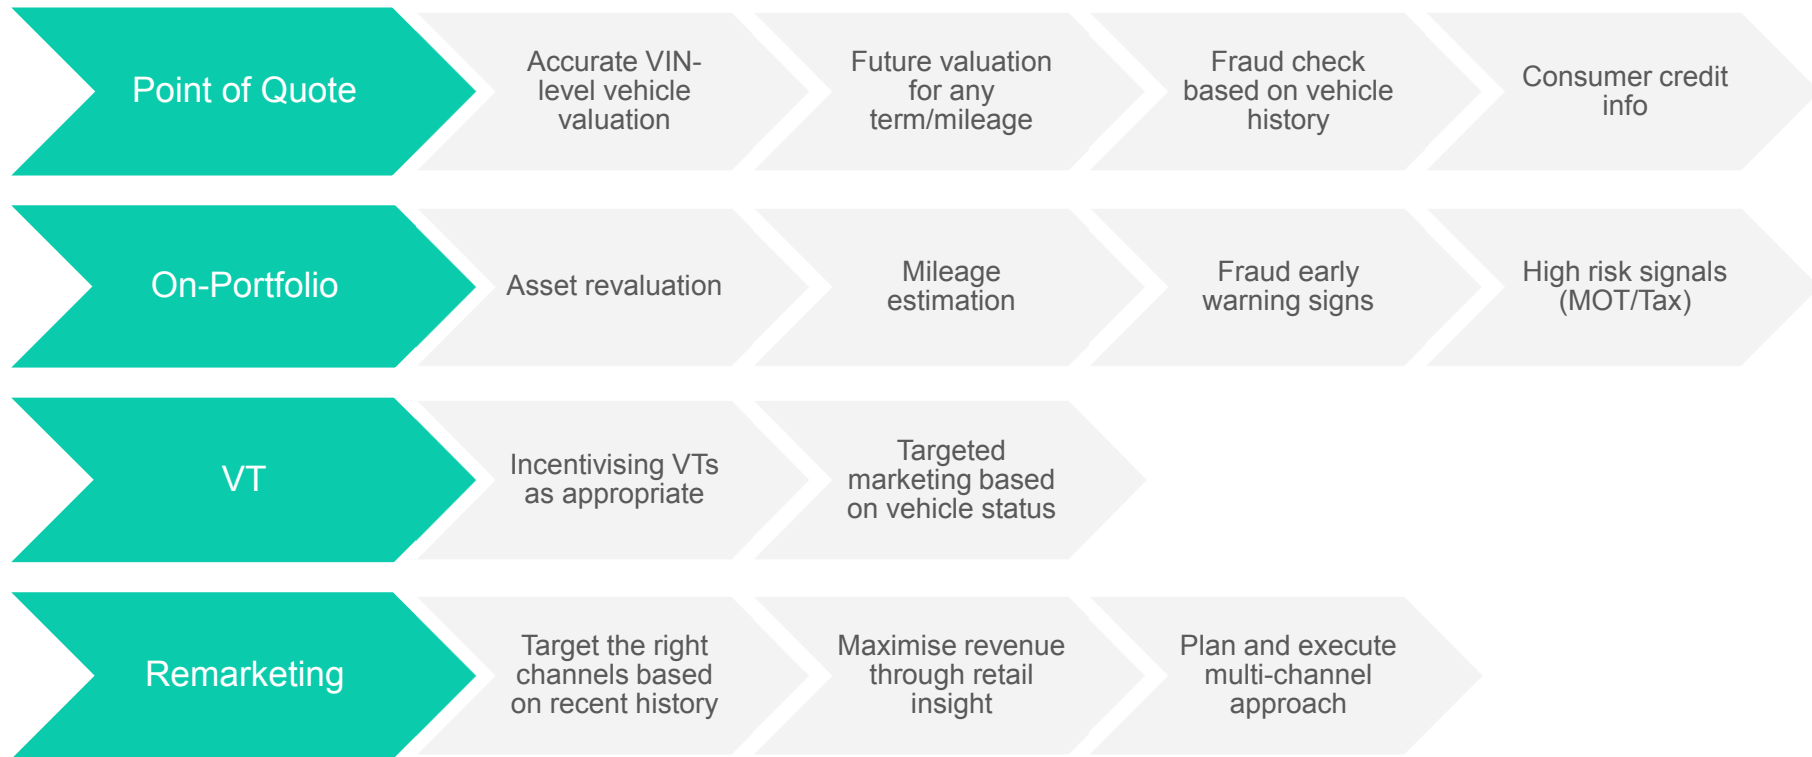 Point of Quote
Accurate VIN-
level vehicle
valuation
Future valuation
for any
term/mileage
Fraud check
based on vehicle
history
Consumer credit
info
On-Portfolio
Asset revaluation
Mileage
estimation
Fraud early
warning signs
High risk signals
(MOT/Tax)
VT
Incentivising VTs
as appropriate
Targeted
marketing based
on vehicle status
Remarketing
Target the right
channels based
on recent history
Maximise revenue
through retail
insight
Plan and execute
multi-channel
approach